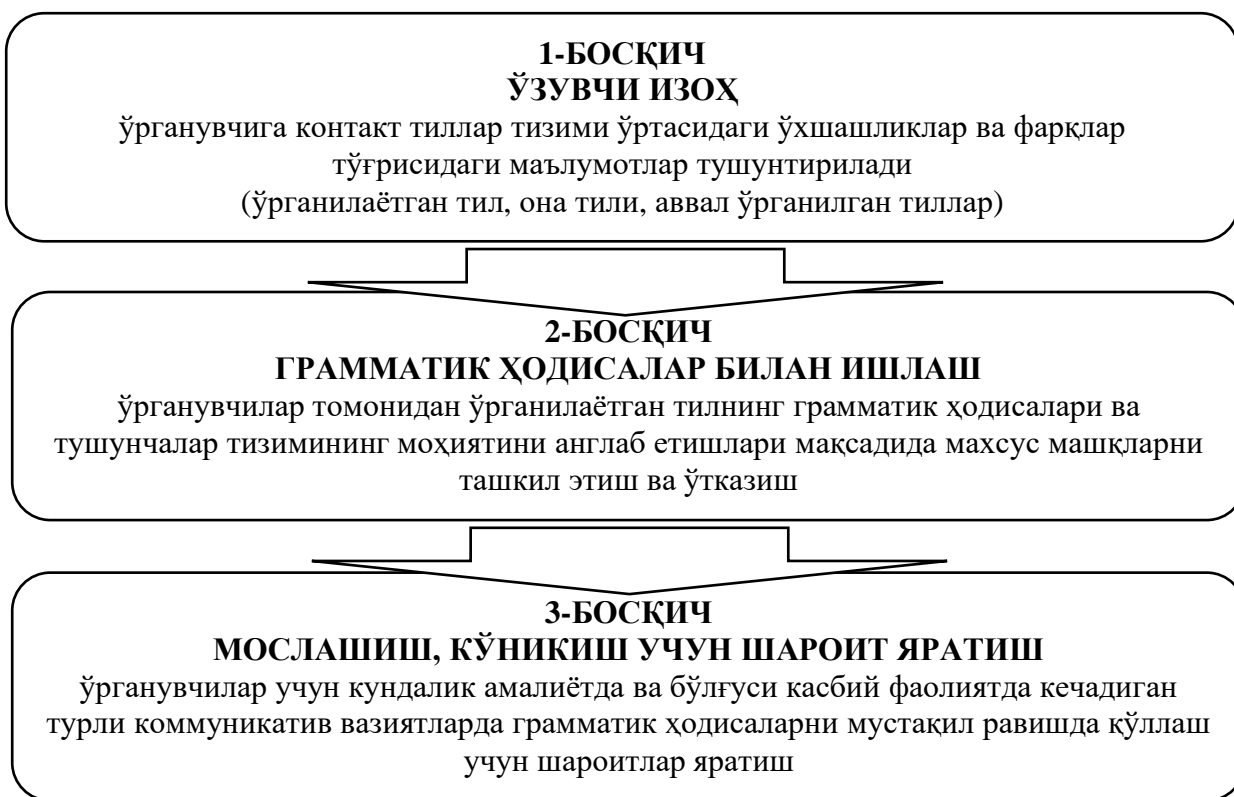 1-БОСҚИЧ
ЎЗУВЧИ ИЗОҲ
ўрганувчига контакт тиллар тизими ўртасидаги ўхшашликлар ва фарқлар
тўғрисидаги маълумотлар тушунтирилади
(ўрганилаётган тил, она тили, аввал ўрганилган тиллар)
2-БОСҚИЧ
ГРАММАТИК ҲОДИСАЛАР БИЛАН ИШЛАШ
ўрганувчилар томонидан ўрганилаётган тилнинг грамматик ҳодисалари ва
тушунчалар тизимининг моҳиятини англаб етишлари мақсадида махсус машқларни
ташкил этиш ва ўтказиш
3-БОСҚИЧ
МОСЛАШИШ, КЎНИКИШ УЧУН ШАРОИТ ЯРАТИШ
ўрганувчилар учун кундалик амалиётда ва бўлғуси касбий фаолиятда кечадиган
турли коммуникатив вазиятларда грамматик ҳодисаларни мустақил равишда қўллаш
учун шароитлар яратиш